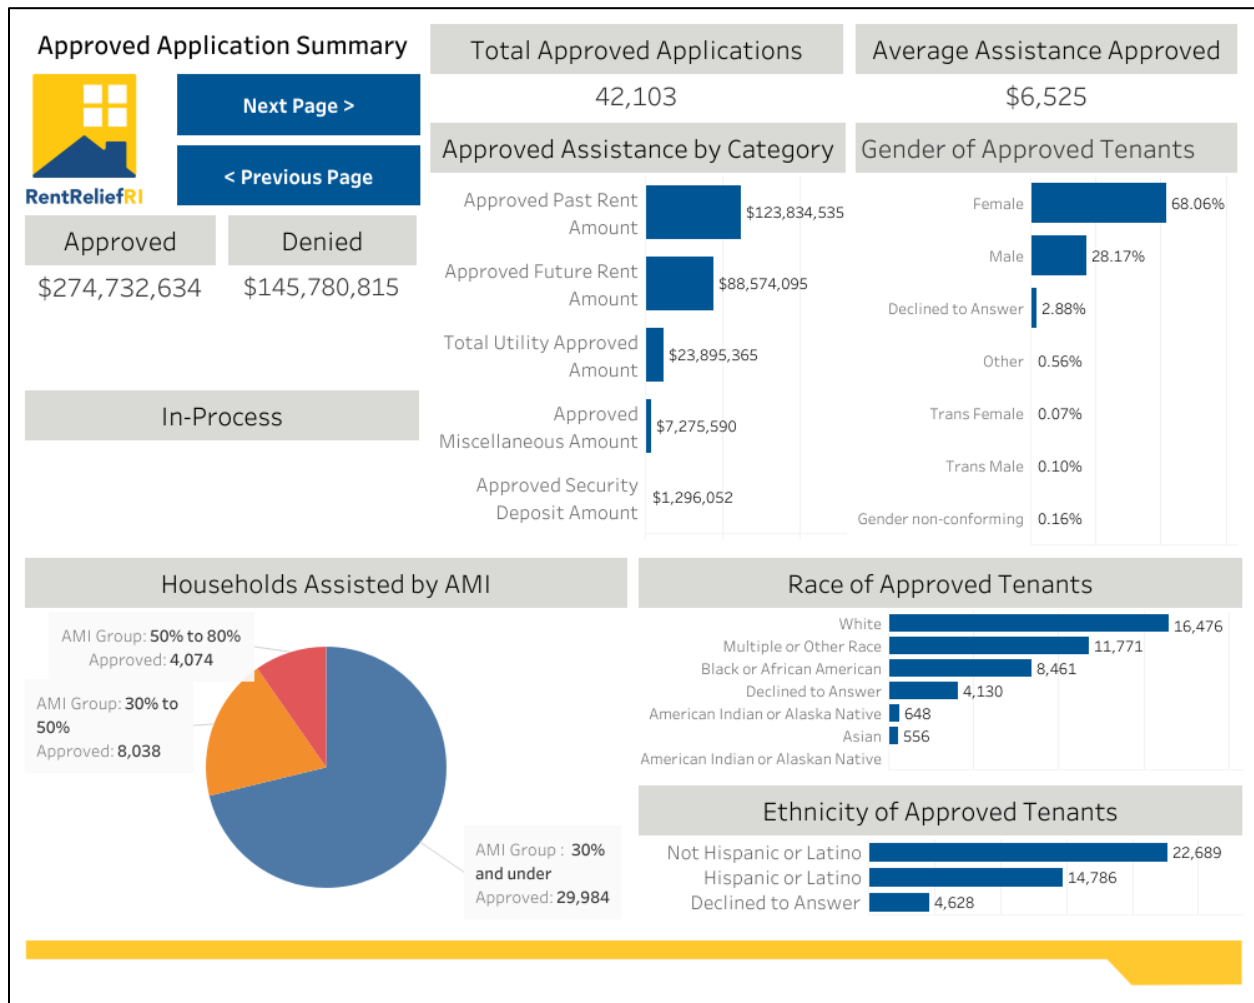 Approved Application Summary
Next Page >
< Previous Page
RentReliefRI
Approved
Denied
$274,732,634
$145,780,815
In-Process
Total Approved Applications
42,103
Average Assistance Approved
$6,525
Approved Assistance by Category
Approved Past Rent
Amount
$123,834,535
Approved Future Rent
Amount
$88,574,095
Total Utility Approved
Amount
$23,895,365
Approved
Miscellaneous Amount
$7,275,590
Approved Security
Deposit Amount
$1,296,052
Gender of Approved Tenants
Female
68.06%
Male
28.17%
Declined to Answer
2.88%
Other
0.56%
Trans Female
0.07%
Trans Male
0.10%
Gender non-conforming
0.16%
Households Assisted by AMI
AMI Group: 50% to 80%
Approved: 4,074
AMI Group: 30% to
50%
Approved: 8,038
AMI Group : 30%
and under
Approved: 29,984
Race of Approved Tenants
White
16,476
Multiple or Other Race
11,771
Black or African American
8,461
Declined to Answer
4,130
American Indian or Alaska Native
648
Asian
556
American Indian or Alaskan Native
Ethnicity of Approved Tenants
Not Hispanic or Latino
22,689
Hispanic or Latino
14,786
Declined to Answer
4,628